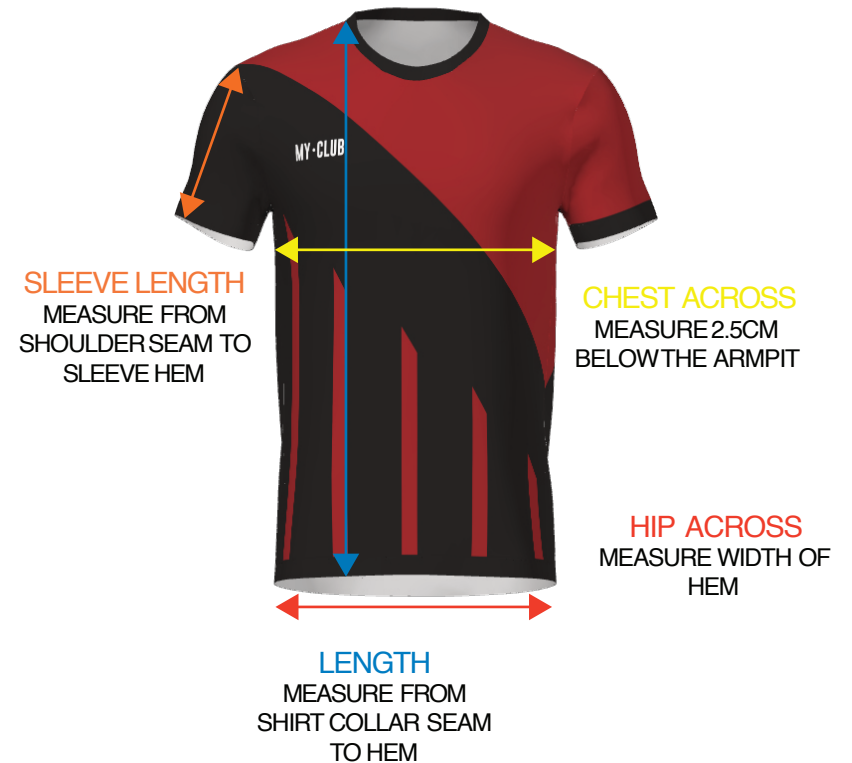 MY·CLUB
SLEEVE LENGTH
MEASURE FROM
SHOULDER SEAM TO
SLEEVE HEM
CHEST ACROSS
MEASURE 2.5CM
BELOW THE ARMPIT
HIP ACROSS
MEASURE WIDTH OF
HEM
LENGTH
MEASURE FROM
SHIRT COLLAR SEAM
TO HEM